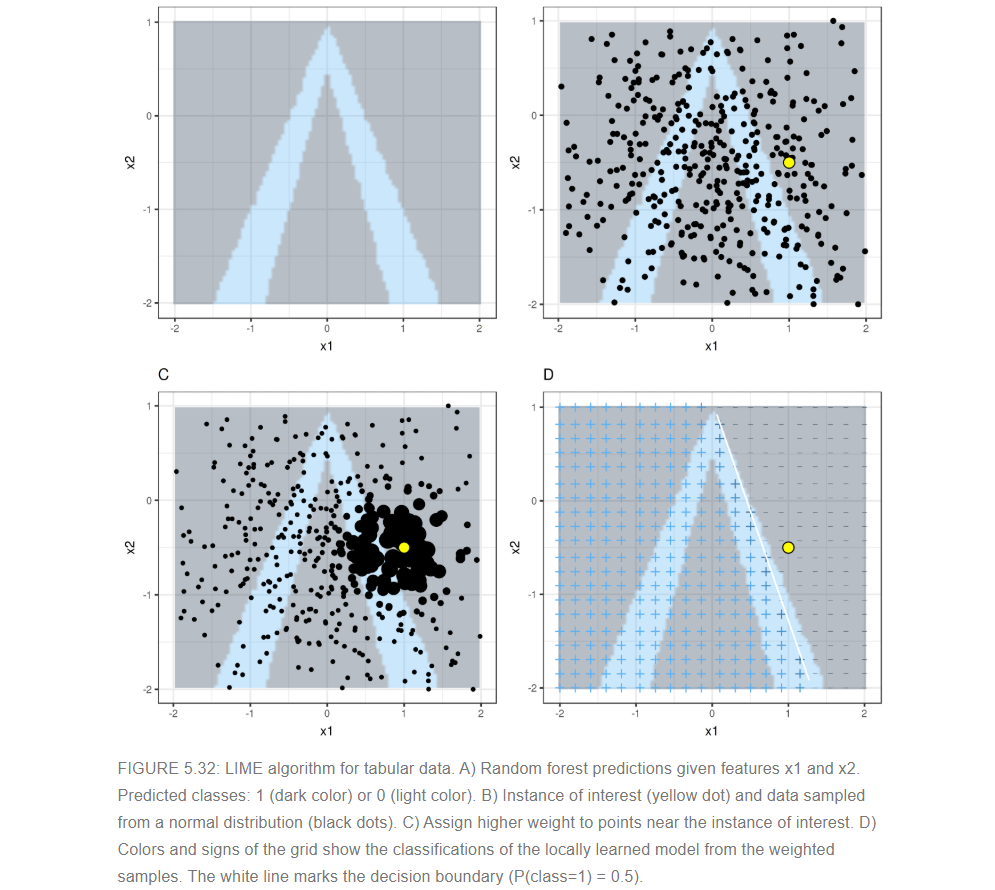 1
0
-1
-2
x2
-2
-1
0
1
2
x1
1
0
-1
-2
x2
-2
-1
0
1
2
x1
C
1
0
-1
-2
x2
-2
-1
0
1
2
x1
D
1
0
-1
-2
x2
-2
-1
0
1
2
x1
FIGURE 5.32: LIME algorithm for tabular data. A) Random forest predictions given features x1 and x2.
Predicted classes: 1 (dark color) or 0 (light color). B) Instance of interest (yellow dot) and data sampled
from a normal distribution (black dots). C) Assign higher weight to points near the instance of interest. D)
Colors and signs of the grid show the classifications of the locally learned model from the weighted
samples. The white line marks the decision boundary (P(class=1) = 0.5).